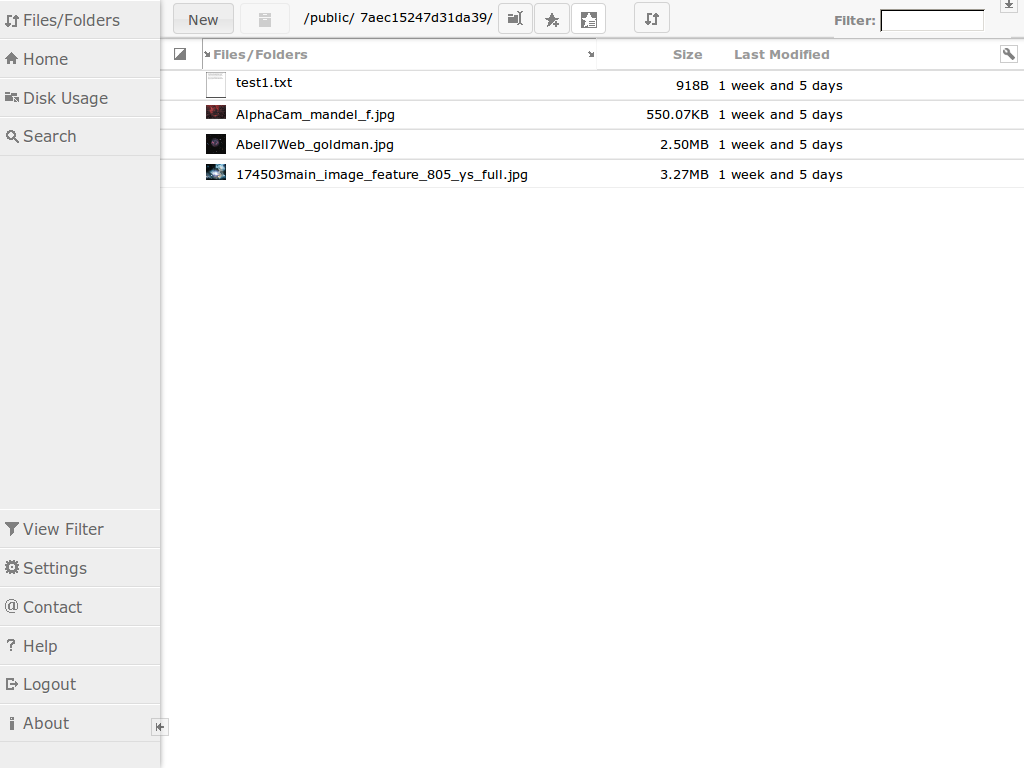 Files/Folders
Home
Disk Usage
Search
View Filter
Settings
@ Contact
? Help
Logout
About
New
/public/ 7aec15247d31da39/
Filter:
Files/Folders Size Last Modified
test1.txt 918B 1 week and 5 days
AlphaCam_mandel_f.jpg 550.07KB 1 week and 5 days
Abell7Web_goldman.jpg 2.50MB 1 week and 5 days
174503main_image_feature_805_ys_full.jpg 3.27MB 1 week and 5 days